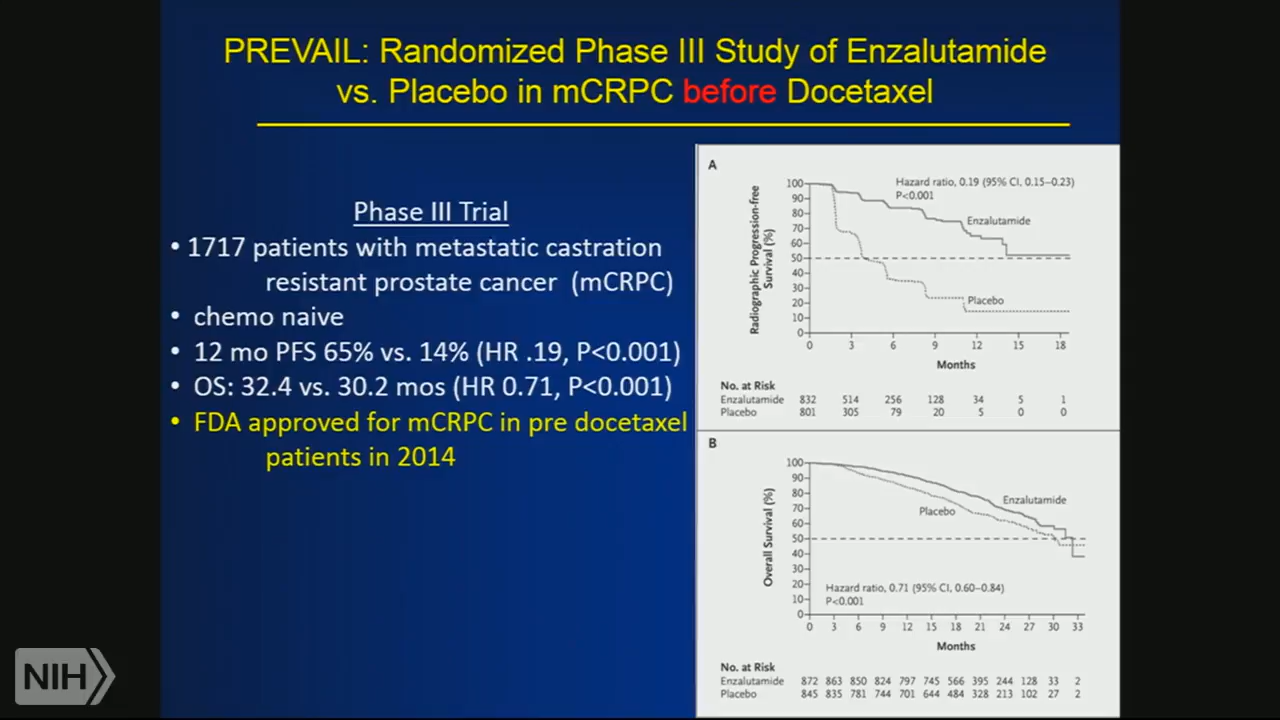 PREVAIL: Randomized Phase III Study of Enzalutamide
vs. Placebo in mCRPC before Docetaxel
Phase III Trial
• 1717 patients with metastatic castration
resistant prostate cancer (mCRPC)
• chemo naive
• 12 mo PFS 65% vs. 14% (HR .19, P<0.001)
• OS: 32.4 vs. 30.2 mos (HR 0.71, P<0.001)
• FDA approved for mCRPC in pre docetaxel
patients in 2014
A
Radiographic Progression-free
Survival (%)
100
90
80
70
60
50
40
30
20
10
0
Hazard ratio, 0.19 (95% CI, 0.15–0.23)
P<0.001
Enzalutamide
Placebo
0 3 6 9 12 15 18
Months
No. at Risk
Enzalutamide 832 514 256 128 34 5 1
Placebo 801 305 79 20 5 0 0
B
Overall Survival (%)
100
90
80
70
60
50
40
30
20
10
0
Enzalutamide
Placebo
Hazard ratio, 0.71 (95% CI, 0.60–0.84)
P<0.001
0 3 6 9 12 15 18 21 24 27 30 33
Months
No. at Risk
Enzalutamide 872 863 850 824 797 745 566 395 244 128 33 2
Placebo 845 835 781 744 701 644 484 328 213 102 27 2
NIH